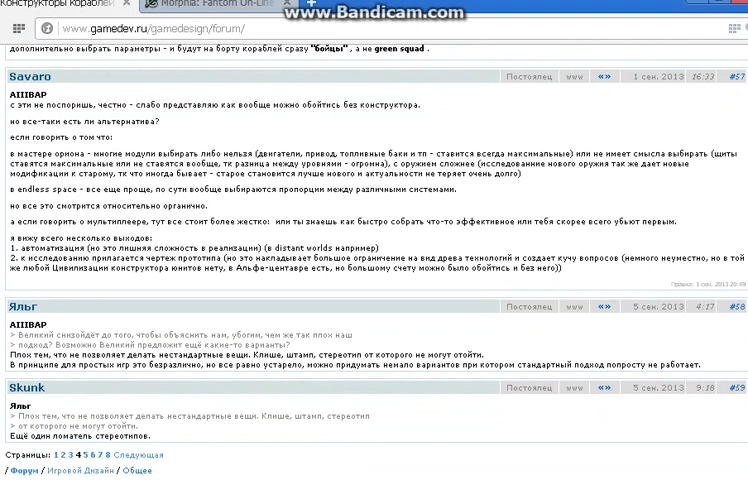 Конструкторы кораблей
Morphia: Fantom On-Line
www.Bandicam.com
www.gamedev.ru/gamedesign/forum/
дополнительно выбрать параметры - и будут на борту кораблей сразу "бойцы" , а не green squad .
Savaro Постоялец www «» 1 сен. 2013 16:33 #57
AIIIBAP
с эти не поспоришь, честно - слабо представляю как вообще можно обойтись без конструктора.
но все-таки есть ли альтернатива?
если говорить о том что:
в мастере ориона - многие модули выбирать либо нельзя (двигатели, привод, топливные баки и тп - ставится всегда максимальные) или не имеет смысла выбирать (щиты
ставятся максимальные или не ставятся вообще, тк разница между уровнями - огромна), с оружием сложнее (исследование нового оружия так же дает новые
модификации к старому, тк что иногда бывает - старое становится лучше нового и актуальности не теряет очень долго)
в endless space - все еще проще, по сути вообще выбираются пропорции между различными системами.
но все это смотрится относительно органично.
а если говорить о мультиплеере, тут все стоит более жестко: или ты знаешь как быстро собрать что-то эффективное или тебя скорее всего убьют первым.
я вижу всего несколько выходов:
1. автоматизация (но это лишняя сложность в реализации) (в distant worlds например)
2. к исследованию прилагается чертеж прототипа (но это накладывает большое ограничение на вид древа технологий и создает кучу вопросов (немного неуместно, но в той
же любой Цивилизации конструктора юнитов нету, в Альфе-центавре есть, но большому счету можно было обойтись и без него))
Правка: 1 сен. 2013 20:49
Яльг Постоялец www «» 5 сен. 2013 4:17 #58
AIIIBAP
> Великий снизойдёт до того, чтобы объяснить нам, убогим, чем же так плох наш
> подход? Возможно Великий предложит ещё какие-то варианты?
Плох тем, что не позволяет делать нестандартные вещи. Клише, штамп, стереотип от которого не могут отойти.
В принципе для простых игр это безразлично, но все равно устарело, можно придумать немало вариантов при котором стандартный подход попросту не работает.
Skunk Постоялец www «» 5 сен. 2013 9:18 #59
Яльг
> Плох тем, что не позволяет делать нестандартные вещи. Клише, штамп, стереотип
> от которого не могут отойти.
Ещё один ломатель стереотипов.
Страницы: 1 2 3 4 5 6 7 8 Следующая
/ Форум / Игровой Дизайн / Общее